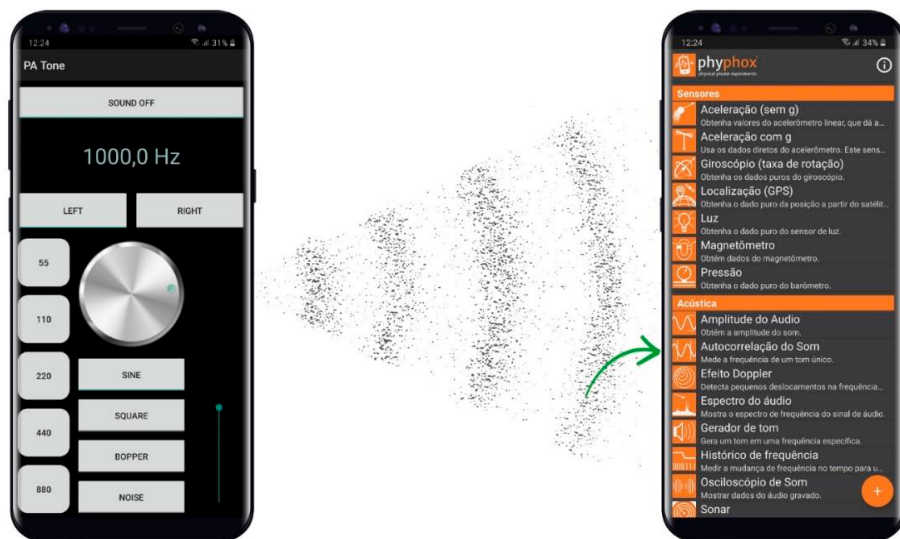 12:24
31%
PA Tone
SOUND OFF
1000,0 Hz
LEFT
RIGHT
55
110
220
440
880
SINE
SQUARE
BOPPER
NOISE
12:24
34%
phyphox
physical phone experiments
Sensores
Aceleração (sem g)
Obtenha valores do acelerômetro linear, que dá a...
Aceleração com g
Usa os dados diretos do acelerômetro. Este sens...
Giroscópio (taxa de rotação)
Obtenha os dados puros do giroscópio.
Localização (GPS)
Obtenha o dado puro da posição a partir do satélit...
Luz
Obtenha o dado puro do sensor de luz.
Magnetômetro
Obtém dados do magnetômetro.
Pressão
Obtenha o dado puro do barômetro.
Acústica
Amplitude do Audio
Obtém a amplitude do som.
Autocorrelação do Som
Mede a frequência de um tom único.
Efeito Doppler
Detecta pequenos deslocamentos na frequência...
Espectro do áudio
Mostra o espectro de frequência do sinal de áudio.
Gerador de tom
Gera um tom em uma frequência específica.
Histórico de frequência
Medir a mudança de frequência no tempo para u...
Osciloscópio de Som
Mostrar dados do áudio gravado.
Sonar